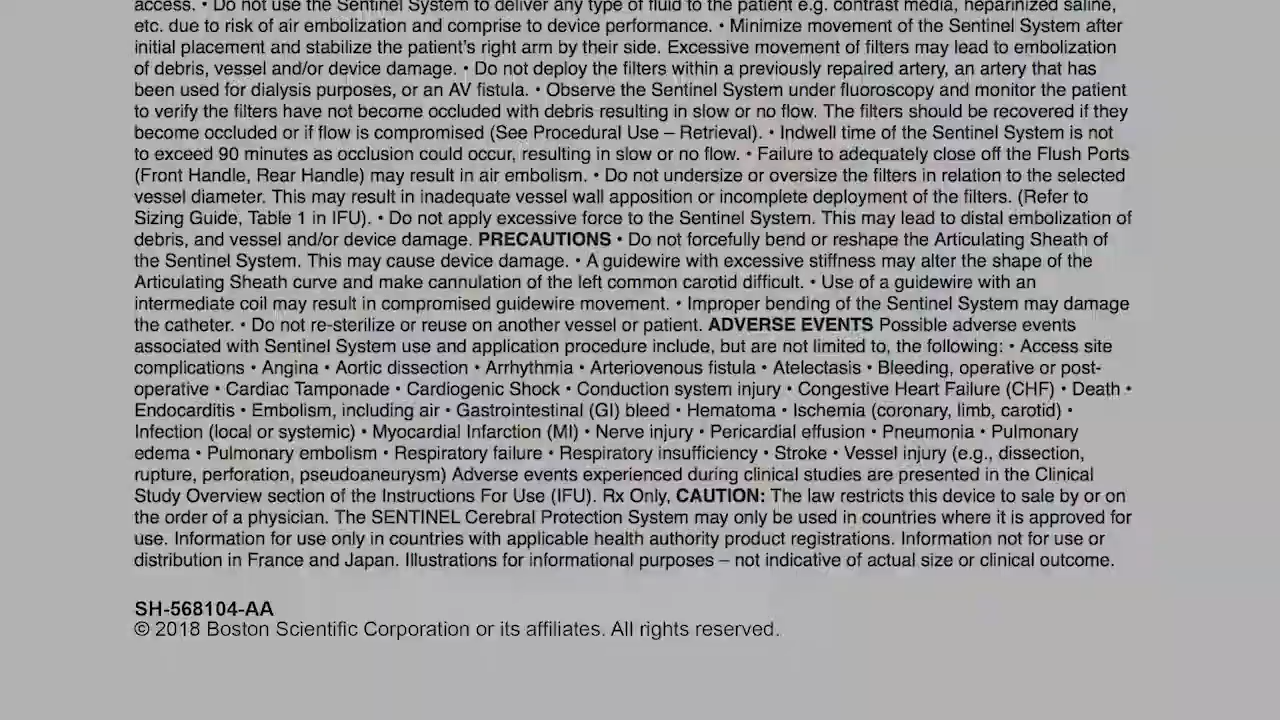 access. • Do not use the Sentinel System to deliver any type of fluid to the patient e.g. contrast media, heparinized saline,
etc. due to risk of air embolization and comprise to device performance. • Minimize movement of the Sentinel System after
initial placement and stabilize the patient's right arm by their side. Excessive movement of filters may lead to embolization
of debris, vessel and/or device damage. • Do not deploy the filters within a previously repaired artery, an artery that has
been used for dialysis purposes, or an AV fistula. • Observe the Sentinel System under fluoroscopy and monitor the patient
to verify the filters have not become occluded with debris resulting in slow or no flow. The filters should be recovered if they
become occluded or if flow is compromised (See Procedural Use – Retrieval). • Indwell time of the Sentinel System is not
to exceed 90 minutes as occlusion could occur, resulting in slow or no flow. • Failure to adequately close off the Flush Ports
(Front Handle, Rear Handle) may result in air embolism. • Do not undersize or oversize the filters in relation to the selected
vessel diameter. This may result in inadequate vessel wall apposition or incomplete deployment of the filters. (Refer to
Sizing Guide, Table 1 in IFU). • Do not apply excessive force to the Sentinel System. This may lead to distal embolization of
debris, and vessel and/or device damage. PRECAUTIONS • Do not forcefully bend or reshape the Articulating Sheath of
the Sentinel System. This may cause device damage. • A guidewire with excessive stiffness may alter the shape of the
Articulating Sheath curve and make cannulation of the left common carotid difficult. • Use of a guidewire with an
intermediate coil may result in compromised guidewire movement. • Improper bending of the Sentinel System may damage
the catheter. • Do not re-sterilize or reuse on another vessel or patient. ADVERSE EVENTS Possible adverse events
associated with Sentinel System use and application procedure include, but are not limited to, the following: • Access site
complications • Angina • Aortic dissection • Arrhythmia • Arteriovenous fistula • Atelectasis • Bleeding, operative or post-
operative • Cardiac Tamponade • Cardiogenic Shock • Conduction system injury • Congestive Heart Failure (CHF) • Death •
Endocarditis • Embolism, including air • Gastrointestinal (GI) bleed • Hematoma • Ischemia (coronary, limb, carotid) •
Infection (local or systemic) • Myocardial Infarction (MI) • Nerve injury • Pericardial effusion • Pneumonia • Pulmonary
edema • Pulmonary embolism • Respiratory failure • Respiratory insufficiency • Stroke • Vessel injury (e.g., dissection,
rupture, perforation, pseudoaneurysm) Adverse events experienced during clinical studies are presented in the Clinical
Study Overview section of the Instructions For Use (IFU). Rx Only, CAUTION: The law restricts this device to sale by or on
the order of a physician. The SENTINEL Cerebral Protection System may only be used in countries where it is approved for
use. Information for use only in countries with applicable health authority product registrations. Information not for use or
distribution in France and Japan. Illustrations for informational purposes – not indicative of actual size or clinical outcome.
SH-568104-AA
© 2018 Boston Scientific Corporation or its affiliates. All rights reserved.